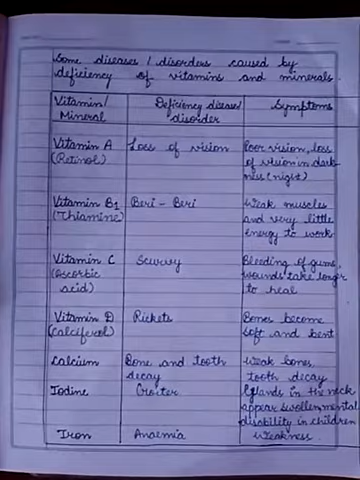 Some diseases / disorders caused by
deficiency of vitamins and minerals.
Vitamin/
Mineral
Deficiency disease/
disorder
Symptoms
Vitamin A
(Retinol)
Loss of vision
Poor vision, loss
of vision in dark-
ness (night)
Vitamin B1
(Thiamine)
Beri - Beri
Weak muscles
and very little
energy to work
Vitamin C
(Ascorbic
acid)
Scurvy
Bleeding of gums,
wounds take longer
to heal
Vitamin D
(Calciferol)
Rickets
Bones become
soft and bent
Calcium
Bone and tooth
decay
Weak bones,
tooth decay
Iodine
Goiter
Glands in the neck
appear swollen, mental
disability in children
Iron
Anaemia
Weakness.